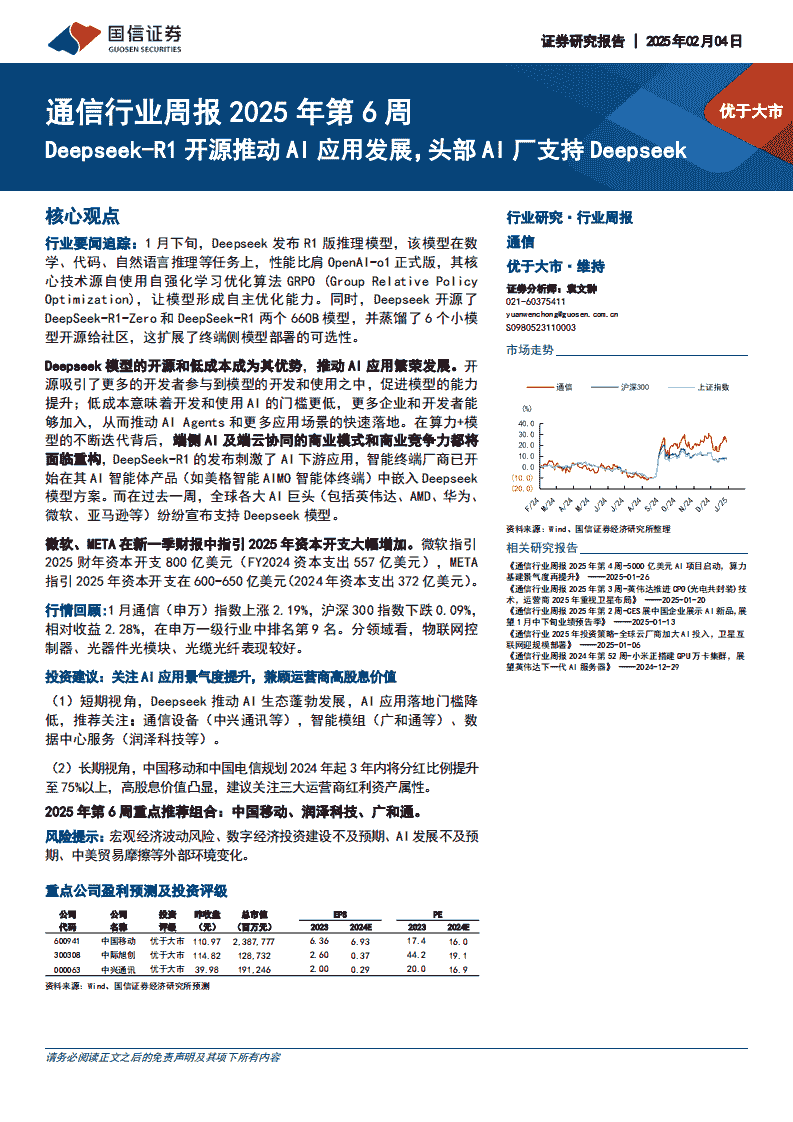 国信证券
GUOSEN SECURITIES
证券研究报告 | 2025年02月04日
通信行业周报 2025 年第 6 周
优于大市
Deepseek-R1 开源推动 AI 应用发展，头部 AI 厂支持 Deepseek
核心观点
行业要闻追踪：1 月下旬，Deepseek 发布 R1 版推理模型，该模型在数
学、代码、自然语言推理等任务上，性能比肩 OpenAI-o1 正式版，其核
心技术源自使用自强化学习优化算法 GRPO（Group Relative Policy
Optimization），让模型形成自主优化能力。同时，Deepseek 开源了
DeepSeek-R1-Zero 和 DeepSeek-R1 两个 660B 模型，并蒸馏了 6 个小模
型开源给社区，这扩展了终端侧模型部署的可选性。
Deepseek 模型的开源和低成本成为其优势，推动 AI 应用繁荣发展。开
源吸引了更多的开发者参与到模型的开发和使用之中，促进模型的能力
提升；低成本意味着开发和使用 AI 的门槛更低，更多企业和开发者能
够加入，从而推动 AI Agents 和更多应用场景的快速落地。在算力+模
型的不断迭代背后，端侧 AI 及端云协同的商业模式和商业竞争力都将
面临重构，DeepSeek-R1 的发布刺激了 AI 下游应用，智能终端厂商已开
始在其 AI 智能体产品（如美格智能 AIMO 智能体终端）中嵌入 Deepseek
模型方案。而在过去一周，全球各大 AI 巨头（包括英伟达、AMD、华为、
微软、亚马逊等）纷纷宣布支持 Deepseek 模型。
微软、META 在新一季财报中指引 2025 年资本开支大幅增加。微软指引
2025 财年资本开支 800 亿美元（FY2024 资本支出 557 亿美元），META
指引 2025 年资本开支在 600-650 亿美元（2024 年资本支出 372 亿美元）。
行情回顾：1 月通信（申万）指数上涨 2.19%，沪深 300 指数下跌 0.09%，
相对收益 2.28%，在申万一级行业中排名第 9 名。分领域看，物联网控
制器、光器件光模块、光缆光纤表现较好。
投资建议：关注 AI 应用景气度提升，兼顾运营商高股息价值
（1）短期视角，Deepseek 推动 AI 生态蓬勃发展，AI 应用落地门槛降
低，推荐关注：通信设备（中兴通讯等），智能模组（广和通等）、数
据中心服务（润泽科技等）。
（2）长期视角，中国移动和中国电信规划 2024 年起 3 年内将分红比例提升
至 75%以上，高股息价值凸显，建议关注三大运营商红利资产属性。
2025 年第 6 周重点推荐组合：中国移动、润泽科技、广和通。
风险提示：宏观经济波动风险、数字经济投资建设不及预期、AI 发展不及预
期、中美贸易摩擦等外部环境变化。
重点公司盈利预测及投资评级
公司 公司 投资 昨收盘 总市值 EPS PE
代码 名称 评级 （元） （百万元） 2023 2024E 2023 2024E
600941 中国移动 优于大市 110.97 2,387,777 6.36 6.93 17.4 16.0
300308 中际旭创 优于大市 114.82 128,732 2.60 0.37 44.2 19.1
000063 中兴通讯 优于大市 39.98 191,246 2.00 0.29 20.0 16.9
资料来源：Wind、国信证券经济研究所预测
行业研究·行业周报
通信
优于大市·维持
证券分析师：袁文翀
021-60375411
yuanwenchong@guosen.com.cn
S0980523110003
市场走势
通信 沪深300 上证指数
(%)
40.0
30.0
20.0
10.0
0.0
(10.0)
(20.0)
F/24 M/24 A/24 M/24 J/24 J/24 A/24 S/24 O/24 N/24 D/24 J/25
资料来源：Wind、国信证券经济研究所整理
相关研究报告
《通信行业周报 2025 年第 4 周-5000 亿美元 AI 项目启动，算力
基建景气度再提升》 ——2025-01-26
《通信行业周报 2025 年第 3 周-英伟达推进 CPO(光电共封装)技
术，运营商 2025 年重视卫星布局》 ——2025-01-20
《通信行业周报 2025 年第 2 周-CES 展中国企业展示 AI 新品，展
望 1 月中下旬业绩预告季》 ——2025-01-13
《通信行业 2025 年投资策略-全球云厂商加大 AI 投入，卫星互
联网迎规模部署》 ——2025-01-06
《通信行业周报 2024 年第 52 周-小米正搭建 GPU 万卡集群，展
望英伟达下一代 AI 服务器》 ——2024-12-29
请务必阅读正文之后的免责声明及其项下所有内容